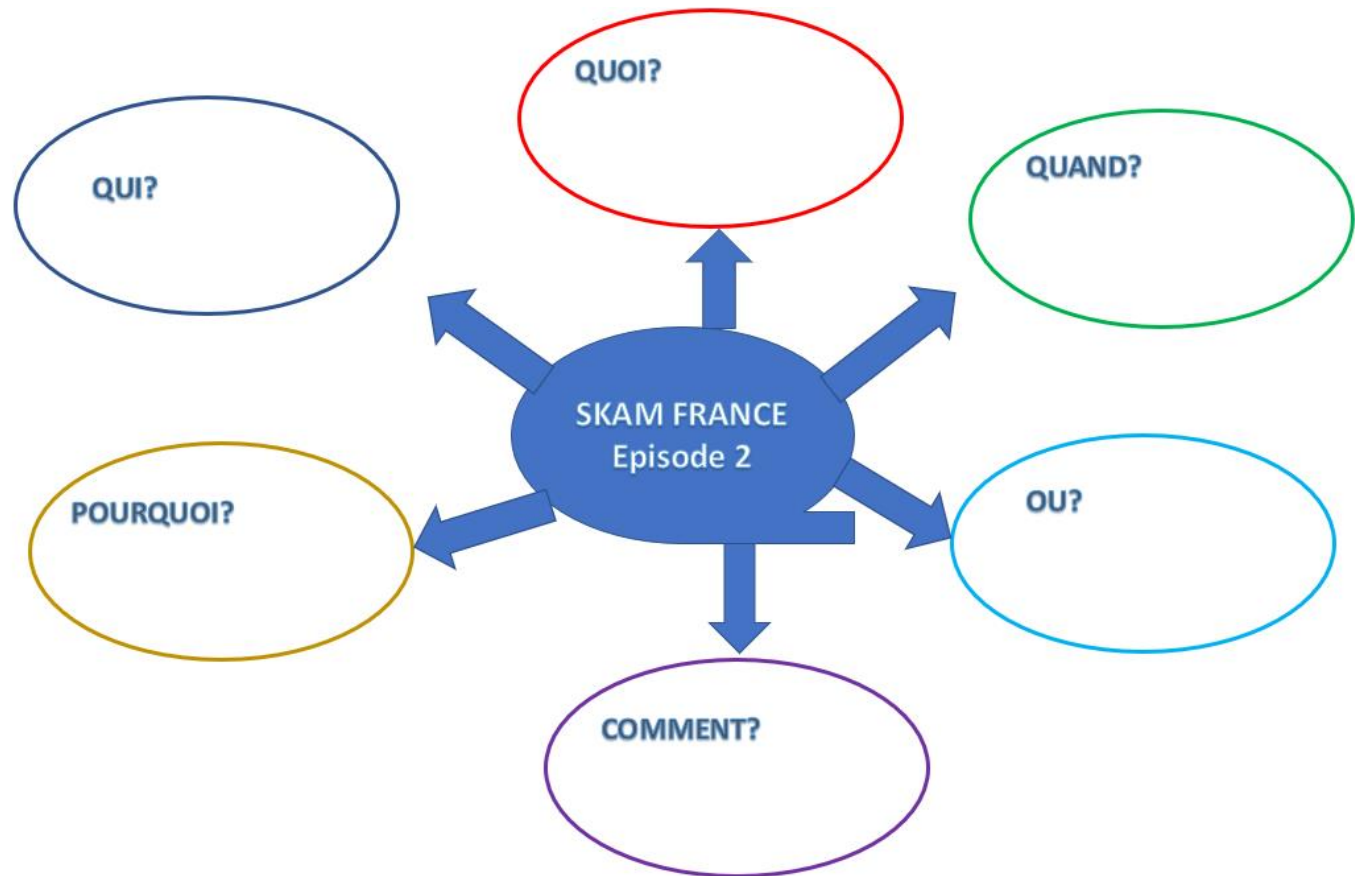 QUOI?
QUI?
QUAND?
SKAM FRANCE
Episode 2
POURQUOI?
OU?
COMMENT?